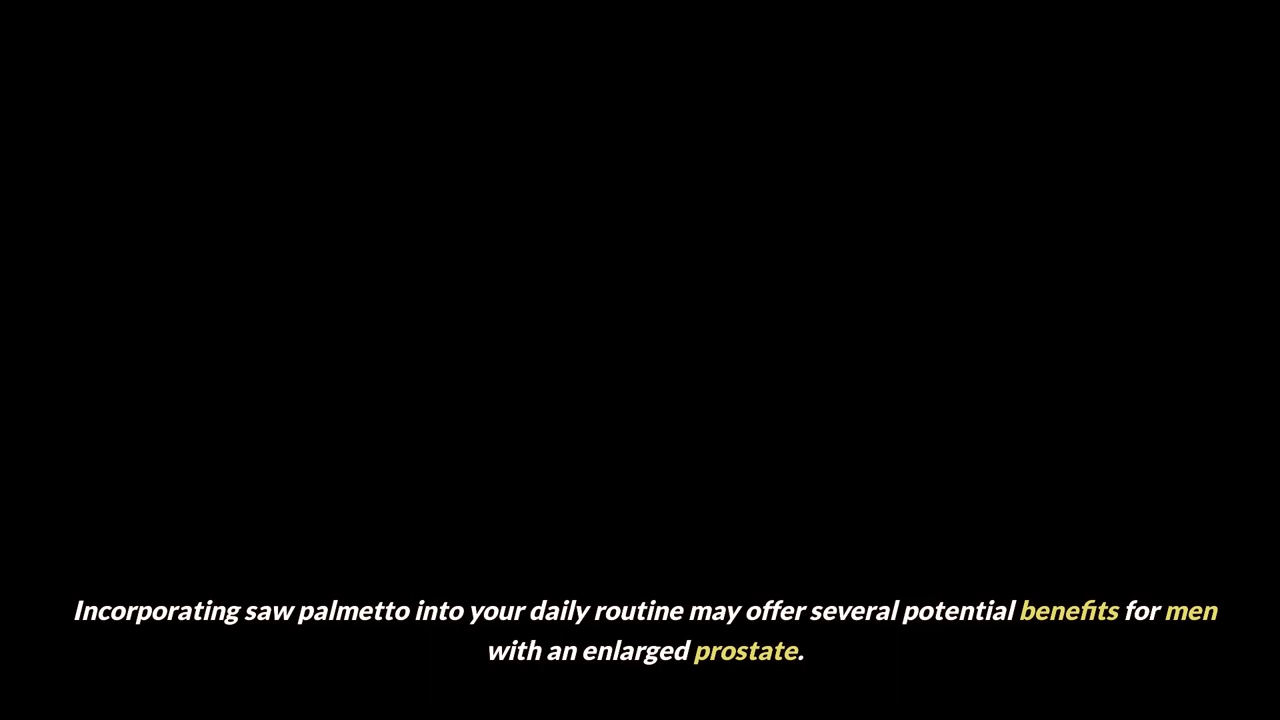 Incorporating saw palmetto into your daily routine may offer several potential benefits for men
with an enlarged prostate.